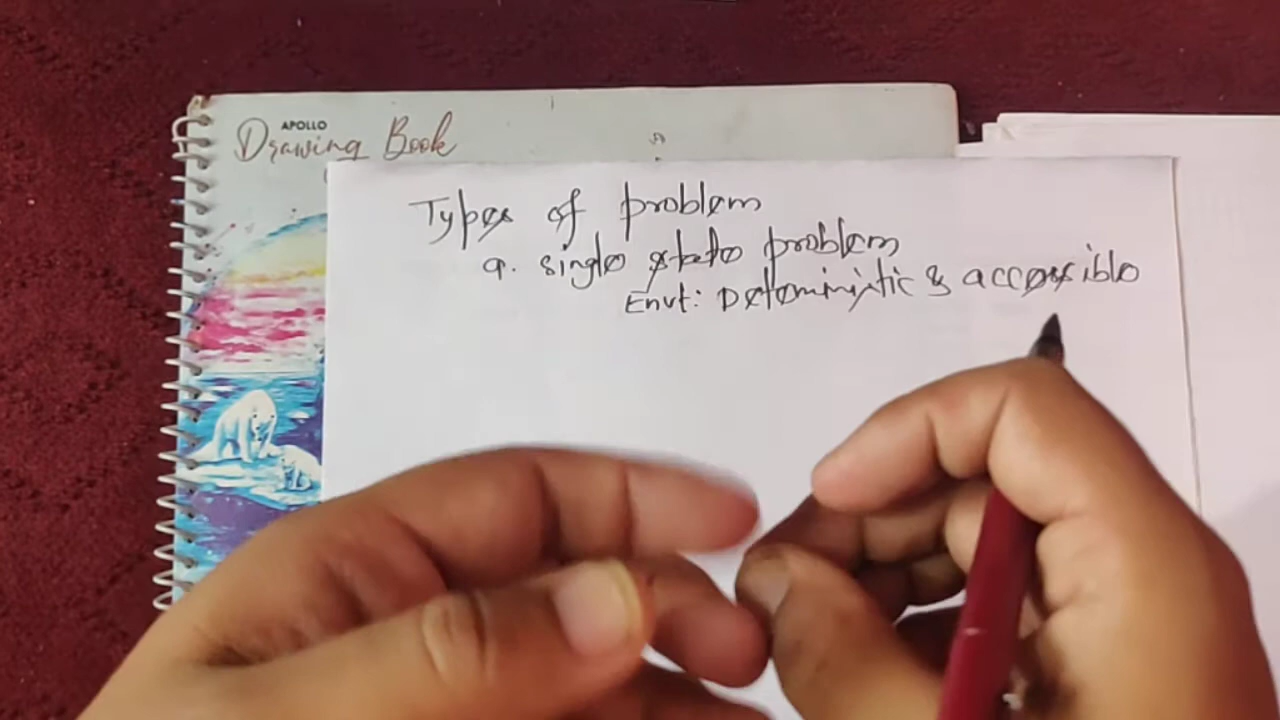 APOLLO
Drawing Book
Types of problem
a. single state problem
Envt: Deterministic & accessible